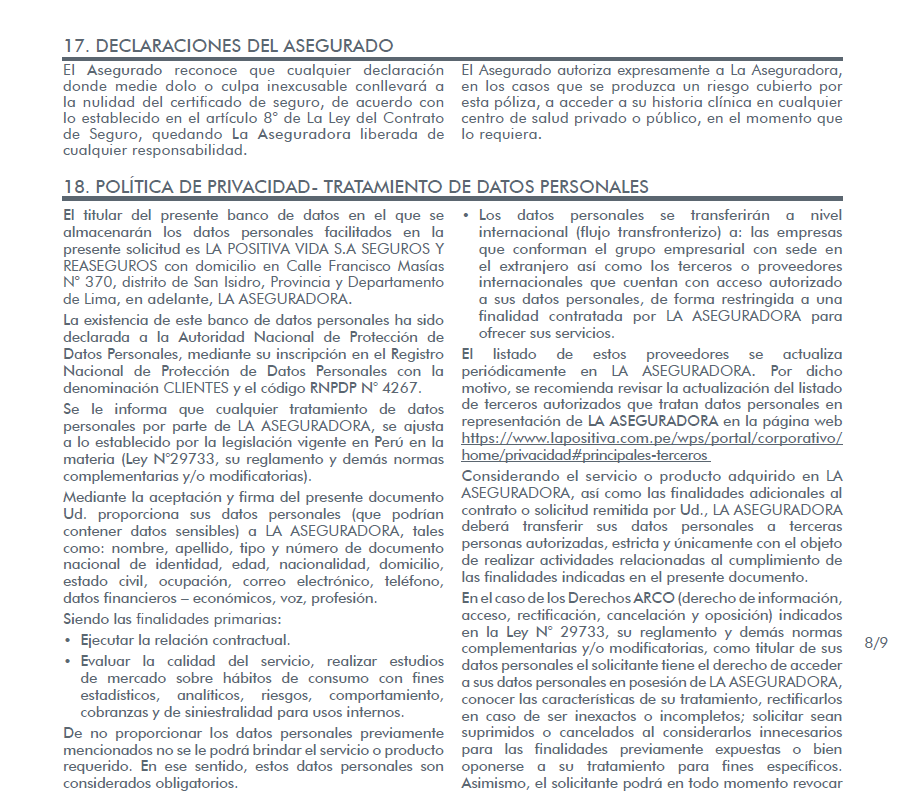 17. DECLARACIONES DEL ASEGURADO
El Asegurado reconoce que cualquier declaración
donde medie dolo o culpa inexcusable conllevará a
la nulidad del certificado de seguro, de acuerdo con
lo establecido en el artículo 8° de La Ley del Contrato
de Seguro, quedando La Aseguradora liberada de
cualquier responsabilidad.
El Asegurado autoriza expresamente a La Aseguradora,
en los casos que se produzca un riesgo cubierto por
esta póliza, a acceder a su historia clínica en cualquier
centro de salud privado o público, en el momento que
lo requiera.
18. POLÍTICA DE PRIVACIDAD- TRATAMIENTO DE DATOS PERSONALES
El titular del presente banco de datos en el que se
almacenarán los datos personales facilitados en la
presente solicitud es LA POSITIVA VIDA S.A SEGUROS Y
REASEGUROS con domicilio en Calle Francisco Masías
N° 370, distrito de San Isidro, Provincia y Departamento
de Lima, en adelante, LA ASEGURADORA.
La existencia de este banco de datos personales ha sido
declarada a la Autoridad Nacional de Protección de
Datos Personales, mediante su inscripción en el Registro
Nacional de Protección de Datos Personales con la
denominación CLIENTES y el código RNPDP N° 4267.
Se le informa que cualquier tratamiento de datos
personales por parte de LA ASEGURADORA, se ajusta
a lo establecido por la legislación vigente en Perú en la
materia (Ley N°29733, su reglamento y demás normas
complementarias y/o modificatorias).
Mediante la aceptación y firma del presente documento
Ud. proporciona sus datos personales (que podrían
contener datos sensibles) a LA ASEGURADORA, tales
como: nombre, apellido, tipo y número de documento
nacional de identidad, edad, nacionalidad, domicilio,
estado civil, ocupación, correo electrónico, teléfono,
datos financieros – económicos, voz, profesión.
Siendo las finalidades primarias:
• Ejecutar la relación contractual.
• Evaluar la calidad del servicio, realizar estudios
de mercado sobre hábitos de consumo con fines
estadísticos, analíticos, riesgos, comportamiento,
cobranzas y de siniestralidad para usos internos.
De no proporcionar los datos personales previamente
mencionados no se le podrá brindar el servicio o producto
requerido. En ese sentido, estos datos personales son
considerados obligatorios.
• Los datos personales se transferirán a nivel
internacional (flujo transfronterizo) a: las empresas
que conforman el grupo empresarial con sede en
el extranjero así como los terceros o proveedores
internacionales que cuentan con acceso autorizado
a sus datos personales, de forma restringida a una
finalidad contratada por LA ASEGURADORA para
ofrecer sus servicios.
El listado de estos proveedores se actualiza
periódicamente en LA ASEGURADORA. Por dicho
motivo, se recomienda revisar la actualización del listado
de terceros autorizados que tratan datos personales en
representación de LA ASEGURADORA en la página web
https://www.lapositiva.com.pe/wps/portal/corporativo/
home/privacidad#principales-terceros
Considerando el servicio o producto adquirido en LA
ASEGURADORA, así como las finalidades adicionales al
contrato o solicitud remitida por Ud., LA ASEGURADORA
deberá transferir sus datos personales a terceras
personas autorizadas, estricta y únicamente con el objeto
de realizar actividades relacionadas al cumplimiento de
las finalidades indicadas en el presente documento.
En el caso de los Derechos ARCO (derecho de información,
acceso, rectificación, cancelación y oposición) indicados
en la Ley N° 29733, su reglamento y demás normas
complementarias y/o modificatorias, como titular de sus
datos personales el solicitante tiene el derecho de acceder
a sus datos personales en posesión de LA ASEGURADORA,
conocer las características de su tratamiento, rectificarlos
en caso de ser inexactos o incompletos; solicitar sean
suprimidos o cancelados al considerarlos innecesarios
para las finalidades previamente expuestas o bien
oponerse a su tratamiento para fines específicos.
Asimismo, el solicitante podrá en todo momento revocar
8/9